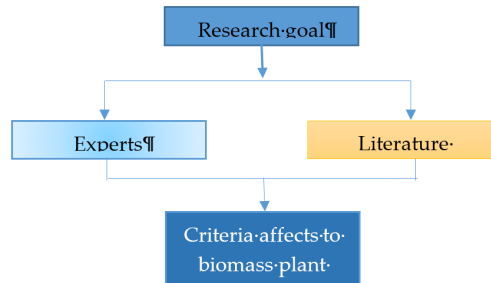 Research·goal¶
Experts¶
Literature·
Criteria·affects·to·
biomass·plant·